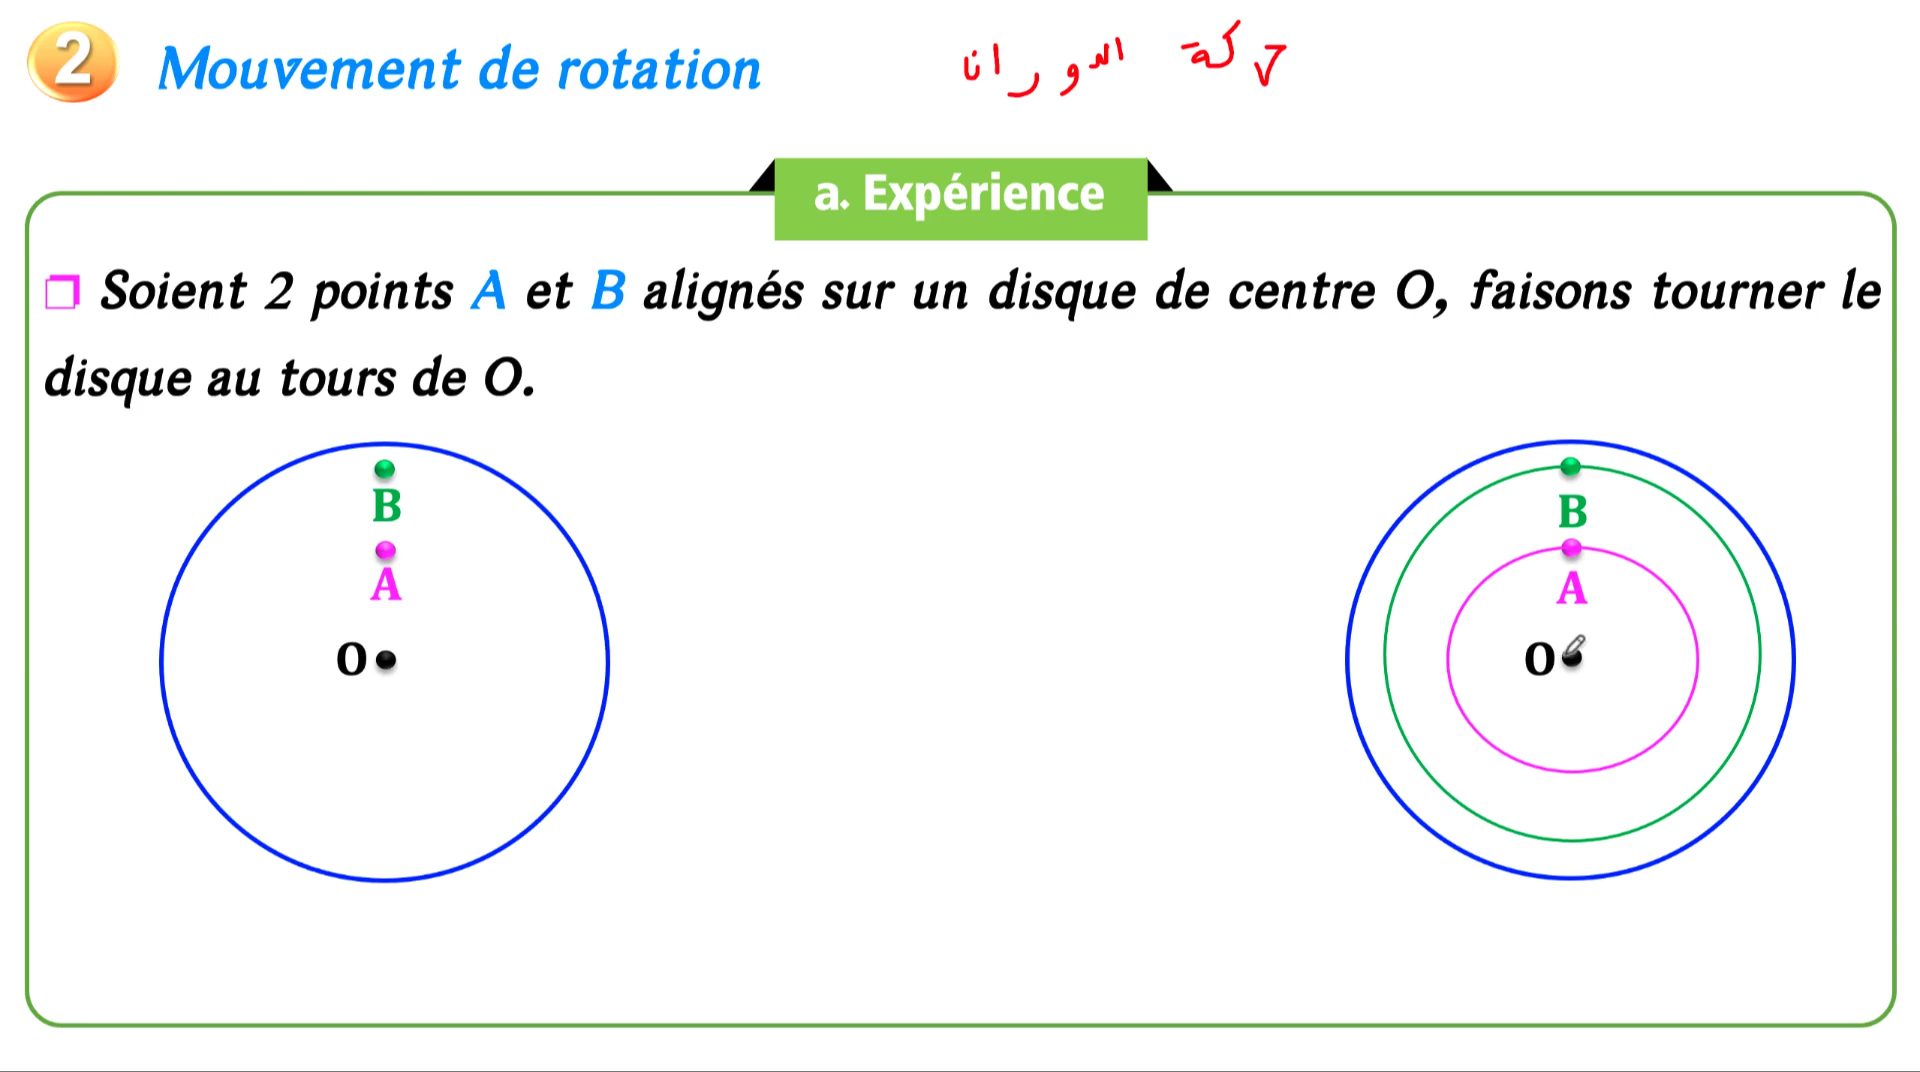 2 Mouvement de rotation حركة الدورانا
a. Expérience
❒ Soient 2 points A et B alignés sur un disque de centre O, faisons tourner le
disque au tours de O.
B
A
O
B
A
O